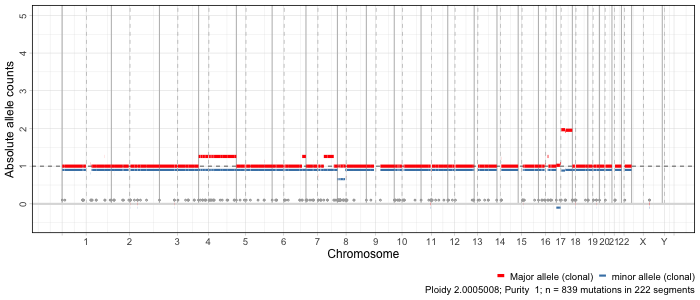 Absolute allele counts
5
4
3
2
1
0
1 2 3 4 5 6 7 8 9 10 11 12 13 14 15 16 17 18 19 20 21 22 X Y
Chromosome
Major allele (clonal) minor allele (clonal)
Ploidy 2.0005008; Purity 1; n = 839 mutations in 222 segments